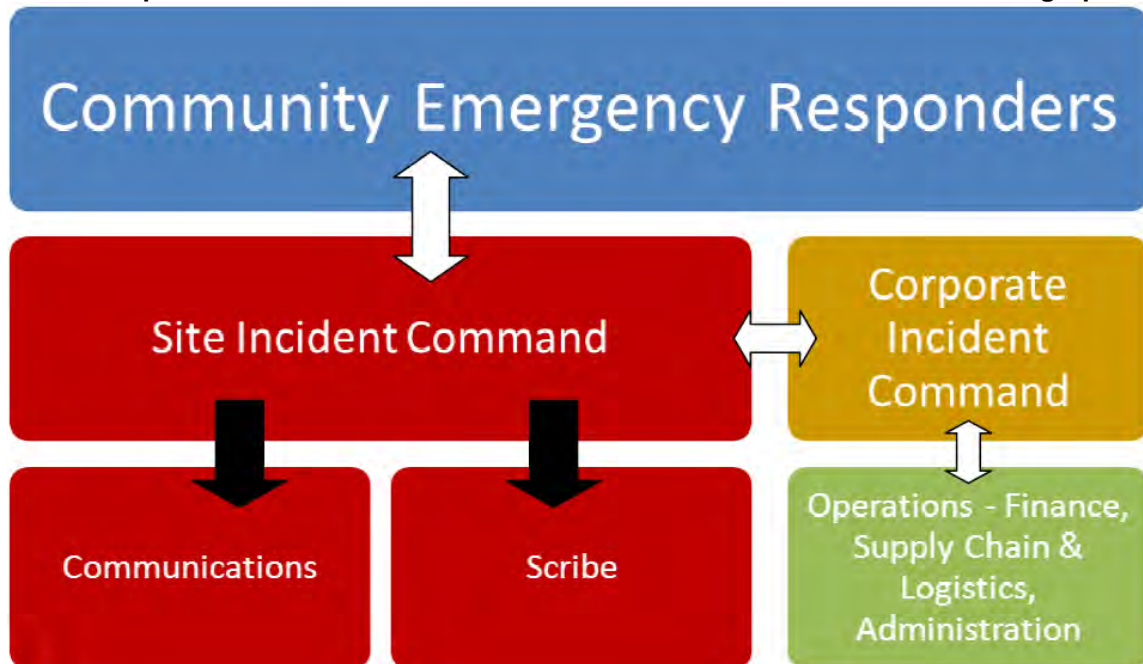 Community Emergency Responders
Site Incident Command
Corporate
Incident
Command
Communications
Scribe
Operations - Finance,
Supply Chain &
Logistics,
Administration